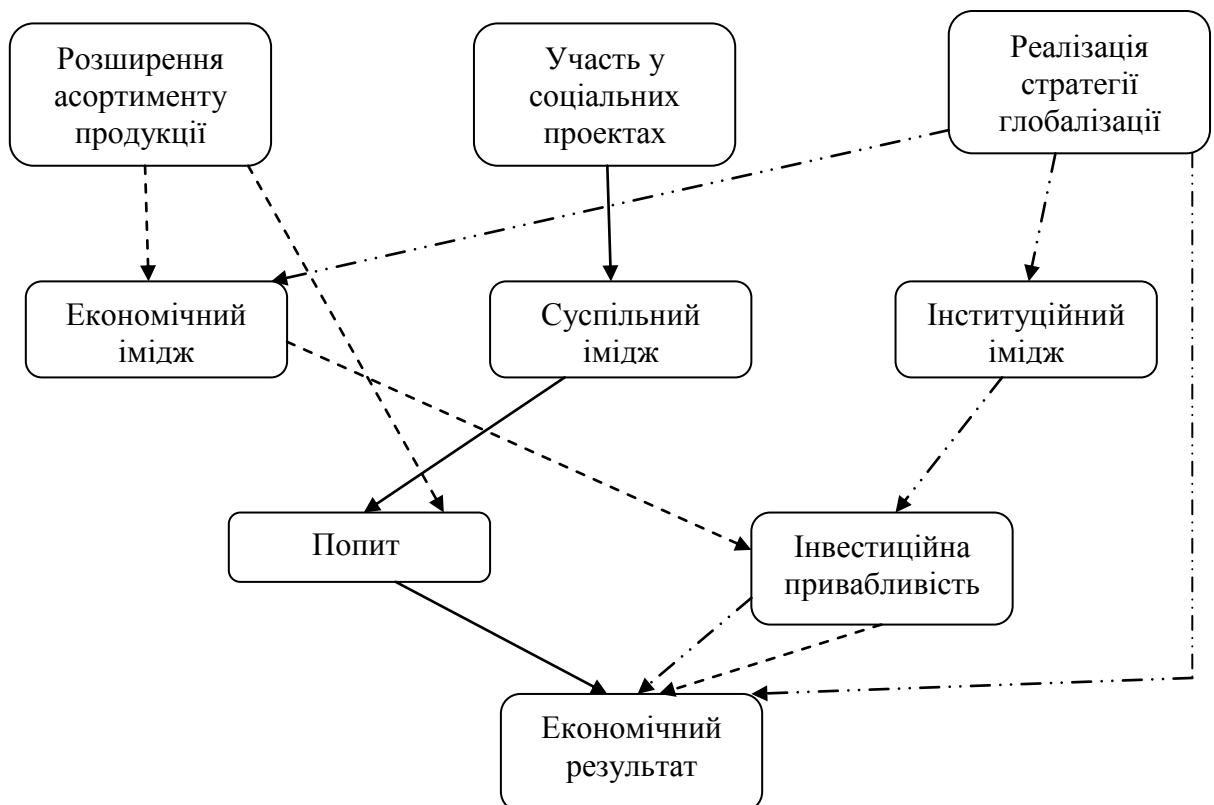 Розширення
асортименту
продукції
Участь у
соціальних
проектах
Реалізація
стратегії
глобалізації
Економічний
імідж
Суспільний
імідж
Інституційний
імідж
Попит
Інвестиційна
привабливість
Економічний
результат